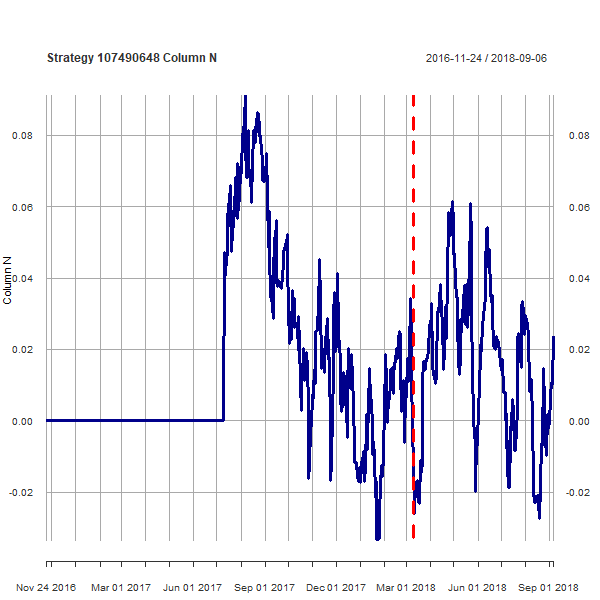 Strategy 107490648 Column N
2016-11-24 / 2018-09-06
Column N
0.08
0.06
0.04
0.02
0.00
-0.02
0.08
0.06
0.04
0.02
0.00
-0.02
Nov 24 2016
Mar 01 2017
Jun 01 2017
Sep 01 2017
Dec 01 2017
Mar 01 2018
Jun 01 2018
Sep 01 2018